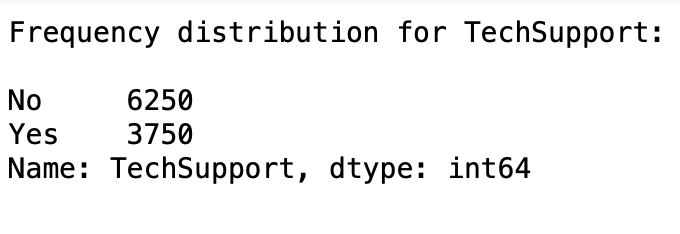 Frequency distribution for TechSupport:
No     6250
Yes    3750
Name: TechSupport, dtype: int64